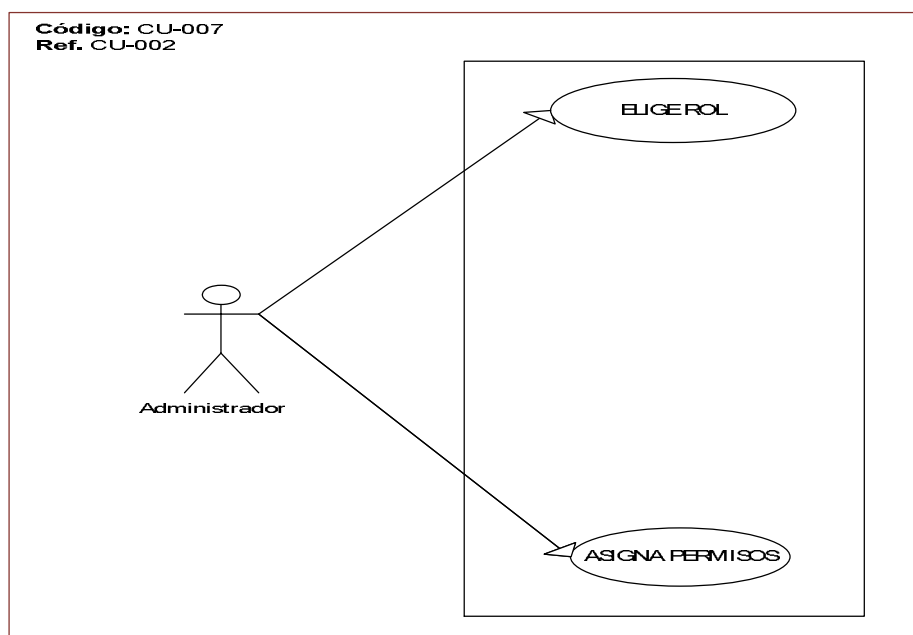 Código: CU-007
Ref. CU-002
ELIGE ROL
Administrador
ASIGNA PERMISOS